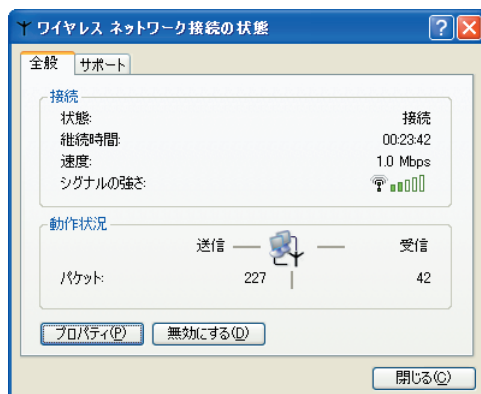 ワイヤレス ネットワーク接続の状態
全般 サポート
接続
状態: 接続
継続時間: 00:23:42
速度: 1.0 Mbps
シグナルの強さ:
動作状況
送信 受信
パケット: 227 42
プロパティ(P) 無効にする(D)
閉じる(C)